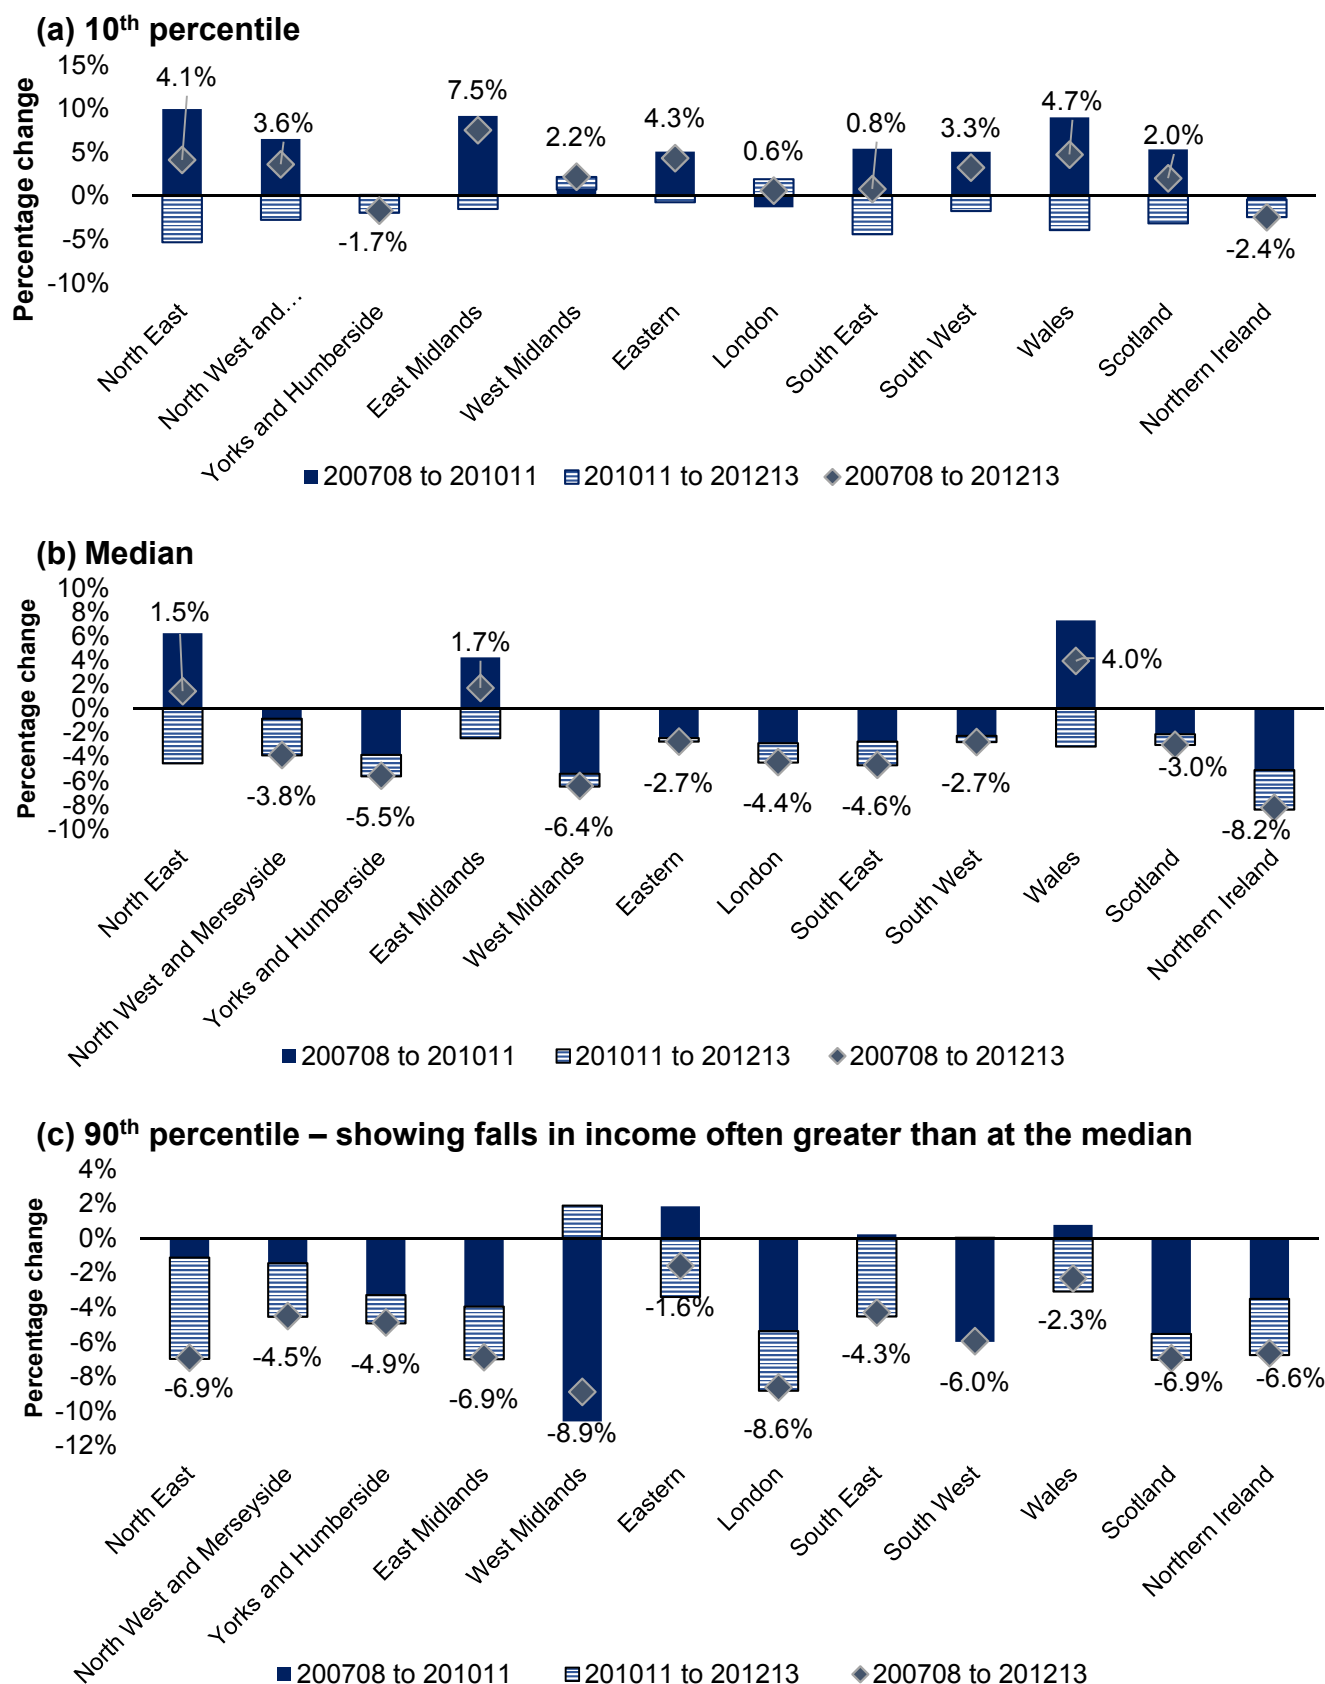 (a) 10th percentile
Percentage change
15%
10%
5%
0%
-5%
-10%
4.1%
3.6%
-1.7%
7.5%
2.2%
4.3%
0.6%
0.8%
3.3%
4.7%
2.0%
-2.4%
North East
North West and…
Yorks and Humberside
East Midlands
West Midlands
Eastern
London
South East
South West
Wales
Scotland
Northern Ireland
200708 to 201011
201011 to 201213
200708 to 201213
(b) Median
Percentage change
10%
8%
6%
4%
2%
0%
-2%
-4%
-6%
-8%
-10%
1.5%
-3.8%
-5.5%
1.7%
-6.4%
-2.7%
-4.4%
-4.6%
-2.7%
4.0%
-3.0%
-8.2%
North East
North West and Merseyside
Yorks and Humberside
East Midlands
West Midlands
Eastern
London
South East
South West
Wales
Scotland
Northern Ireland
200708 to 201011
201011 to 201213
200708 to 201213
(c) 90th percentile – showing falls in income often greater than at the median
Percentage change
4%
2%
0%
-2%
-4%
-6%
-8%
-10%
-12%
-6.9%
-4.5%
-4.9%
-6.9%
-8.9%
-1.6%
-8.6%
-4.3%
-6.0%
-2.3%
-6.9%
-6.6%
North East
North West and Merseyside
Yorks and Humberside
East Midlands
West Midlands
Eastern
London
South East
South West
Wales
Scotland
Northern Ireland
200708 to 201011
201011 to 201213
200708 to 201213